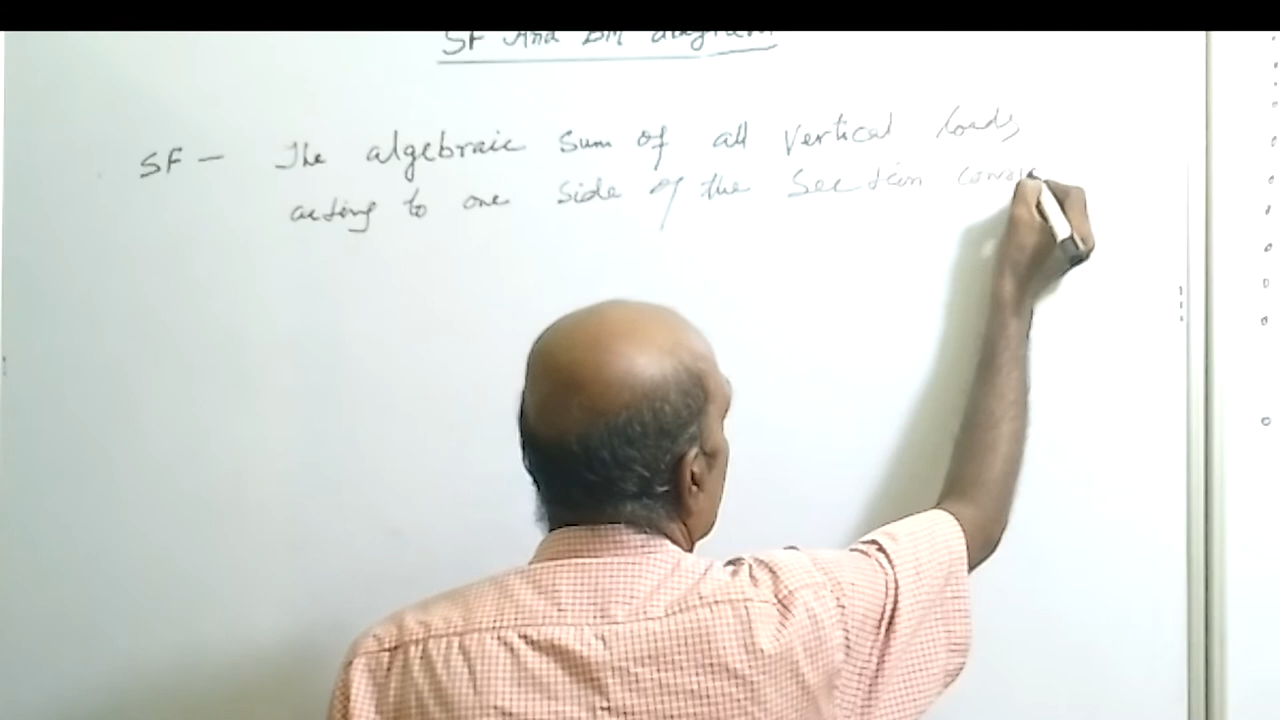 SF And BM diagram
SF - The algebraic sum of all vertical loads
acting to one side of the section